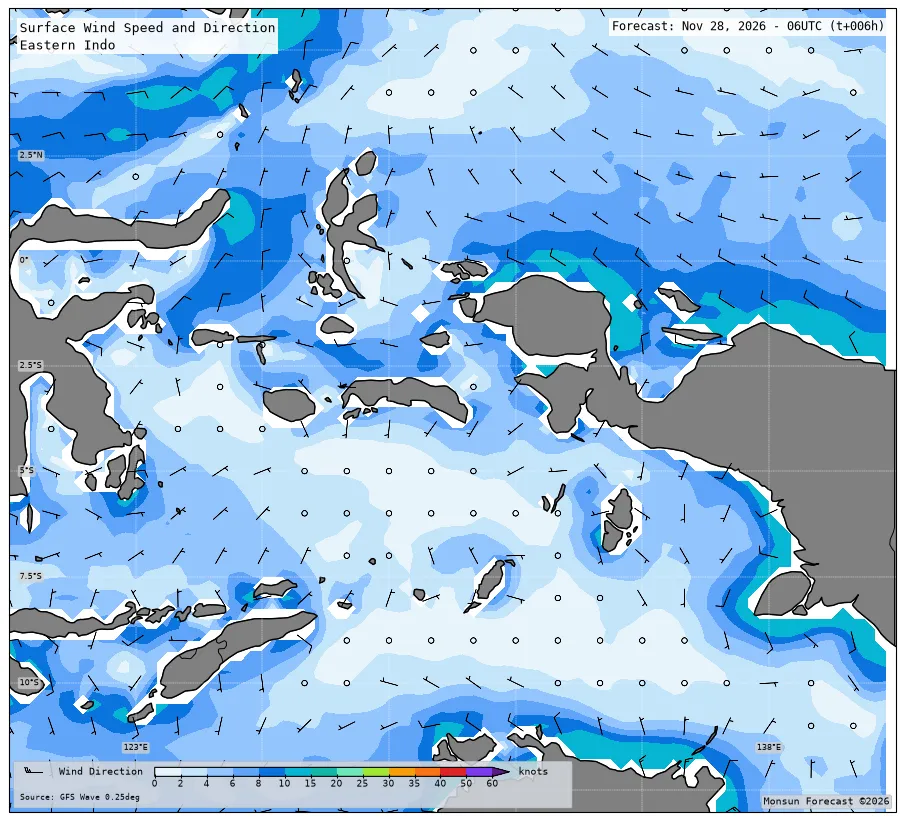 Surface Wind Speed and Direction
Eastern Indo
Forecast: Nov 28, 2026 - 06UTC (t+006h)
2.5°N
0°
2.5°S
5°S
7.5°S
10°S
123°E
138°E
Wind Direction
0 2 4 6 8 10 15 20 25 30 35 40 50 60
knots
Source: GFS Wave 0.25deg
Monsun Forecast ©2026